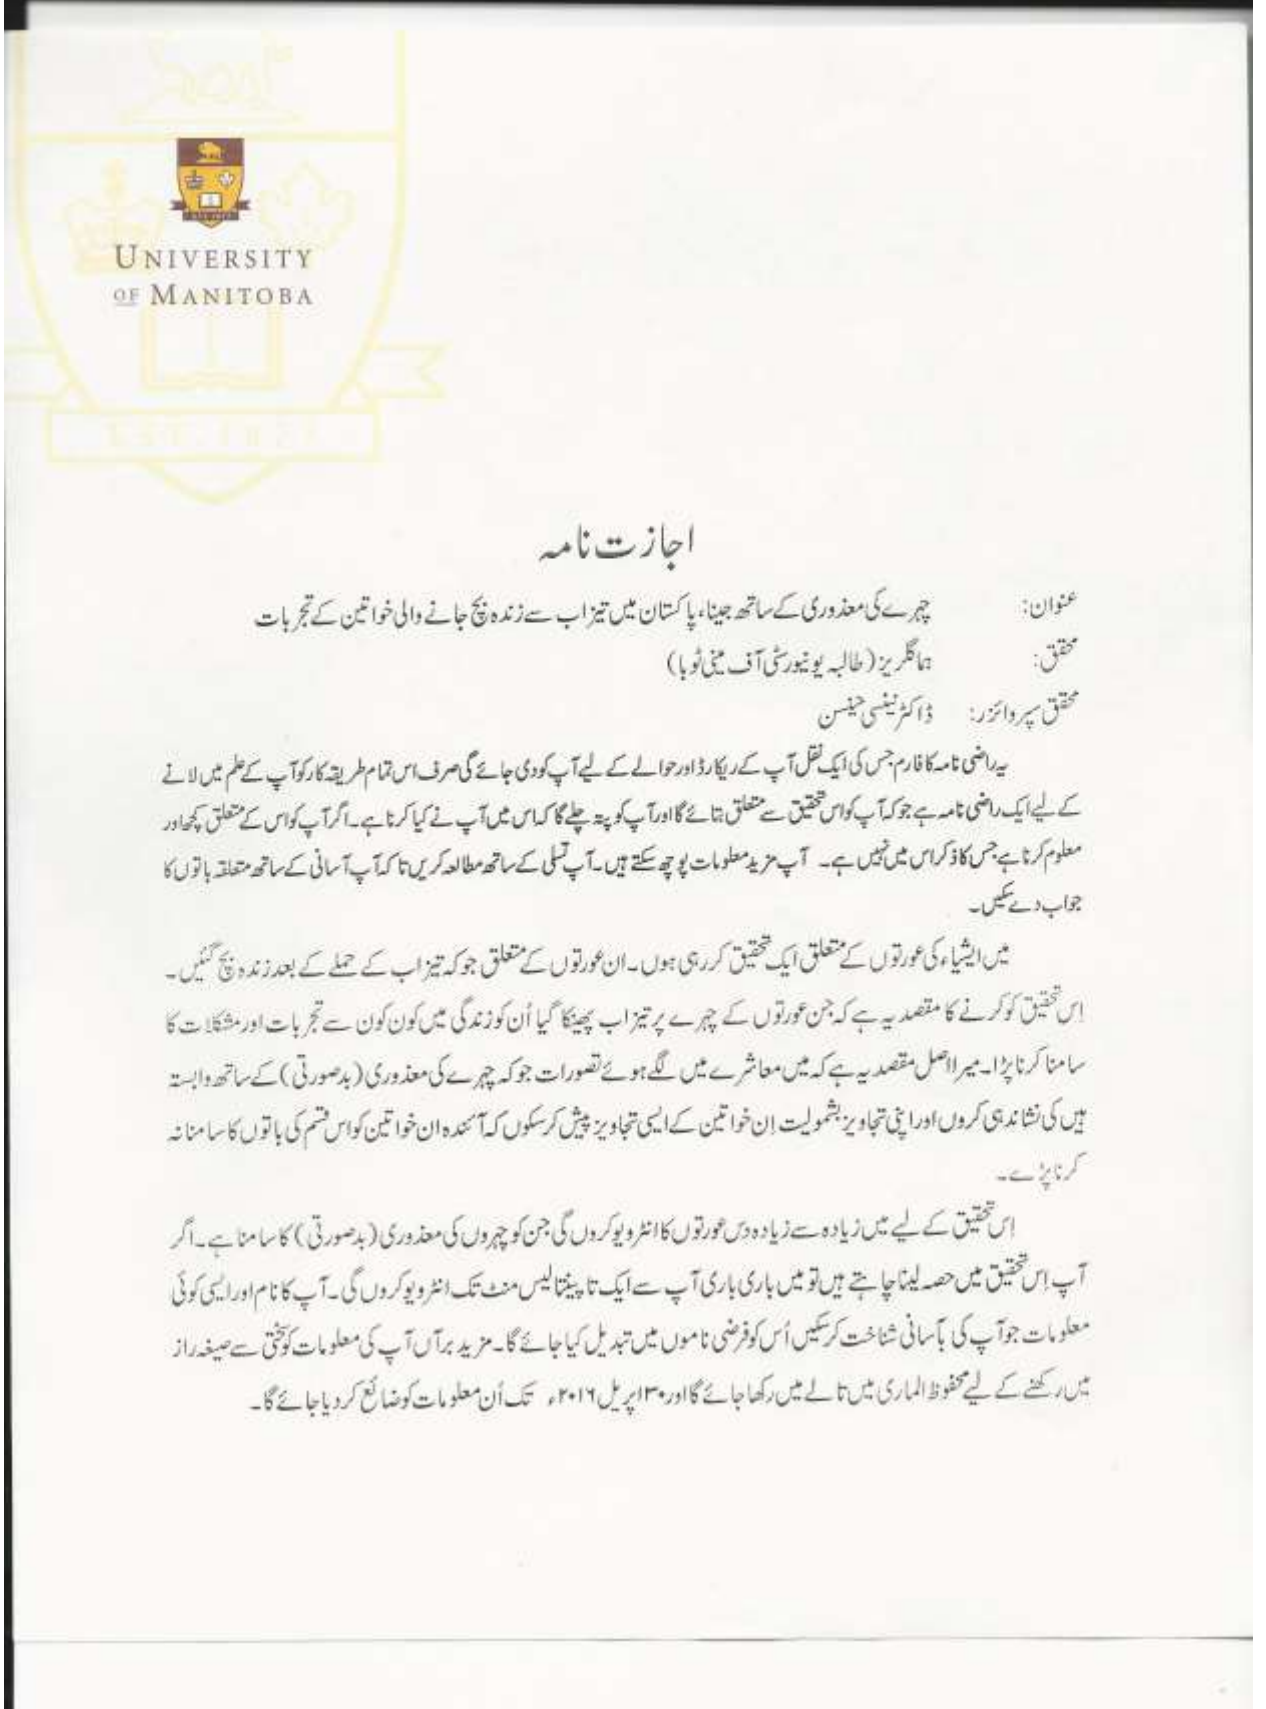 UNIVERSITY
OF MANITOBA
EST. 1877
اجازت نامہ
عنوان: چہرے کی معذوری کے ساتھ جینا، پاکستان میں تیزاب سے زندہ بچ جانے والی خواتین کے تجربات
محقق: ہما گلریز (طالبہ یونیورسٹی آف مینی ٹوبا)
محقق سپروائزر: ڈاکٹر نینسی حینسن
یہ راضی نامہ کا فارم جس کی ایک نقل آپ کے ریکارڈ اور حوالے کے لیے آپ کو دی جائے گی صرف اس تمام طریقہ کار کو آپ کے علم میں لانے
کے لیے ایک راضی نامہ ہے جو کہ آپ کو اس تحقیق سے متعلق بتائے گا اور آپ کو پتہ چلے گا کہ اس میں آپ نے کیا کرنا ہے۔ اگر آپ کو اس کے متعلق کچھ اور
معلوم کرنا ہے جس کا ذکر اس میں نہیں ہے۔ آپ مزید معلومات پوچھ سکتے ہیں۔ آپ تسلی کے ساتھ مطالعہ کریں تا کہ آپ آسانی کے ساتھ متعلقہ باتوں کا
جواب دے سکیں۔
میں ایشیاء کی عورتوں کے متعلق ایک تحقیق کر رہی ہوں۔ ان عورتوں کے متعلق جو کہ تیزاب کے حملے کے بعد زندہ بچ گئیں۔
اِس تحقیق کو کرنے کا مقصد یہ ہے کہ جن عورتوں کے چہرے پر تیزاب پھینکا گیا اُن کو زندگی میں کون کون سے تجربات اور مشکلات کا
سامنا کرنا پڑا۔ میرا اصل مقصد یہ ہے کہ میں معاشرے میں لگے ہوئے تصورات جو کہ چہرے کی معذوری (بدصورتی) کے ساتھ وابستہ
ہیں کی نشاندہی کروں اور اپنی تجاویز بشمولیت اِن خواتین کے ایسی تجاویز پیش کر سکوں کہ آئندہ ان خواتین کو اس قسم کی باتوں کا سامنا نہ
کرنا پڑے۔
اِس تحقیق کے لیے میں زیادہ سے زیادہ دس عورتوں کا انٹرویو کروں گی جن کو چہروں کی معذوری (بدصورتی) کا سامنا ہے۔ اگر
آپ اِس تحقیق میں حصہ لینا چاہتے ہیں تو میں باری باری آپ سے ایک تا پینتالیس منٹ تک انٹرویو کروں گی۔ آپ کا نام اور ایسی کوئی
معلومات جو آپ کی بآسانی شناخت کر سکیں اُس کو فرضی ناموں میں تبدیل کیا جائے گا۔ مزید برآں آپ کی معلومات کو سختی سے صیغہ راز
میں رکھنے کے لیے محفوظ الماری میں تالے میں رکھا جائے گا اور ۳۰ اپریل ۲۰۱۶ء تک اُن معلومات کو ضائع کر دیا جائے گا۔